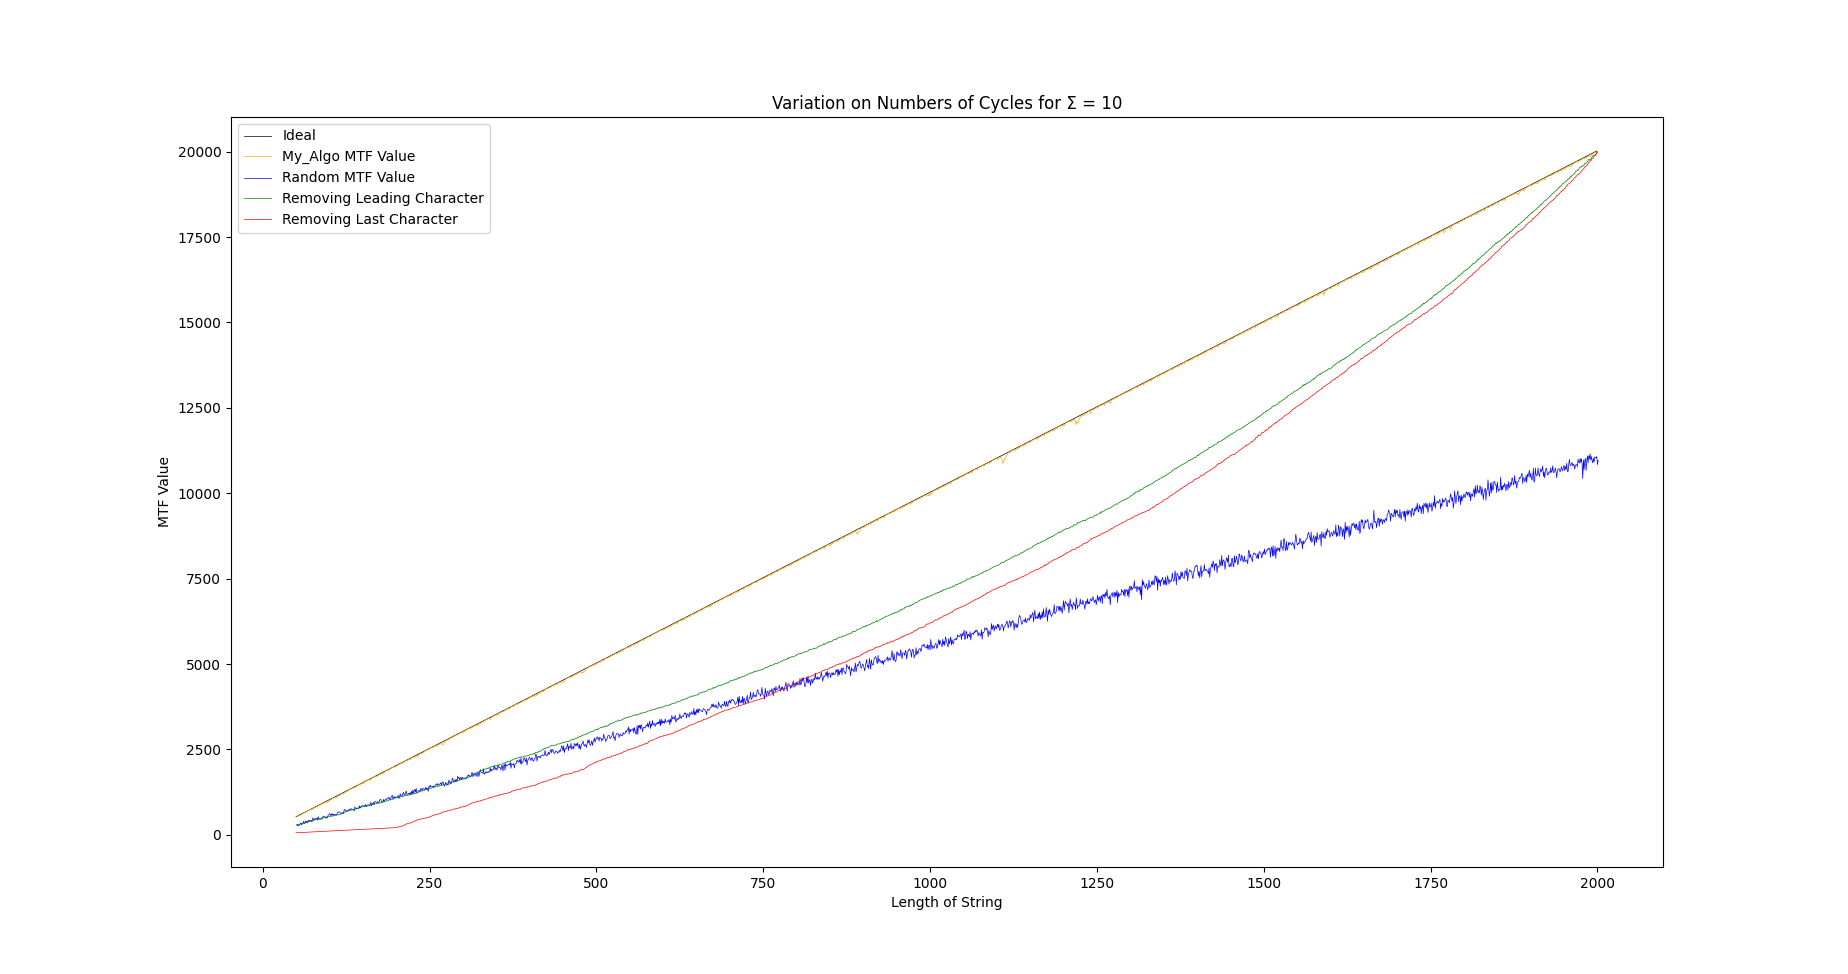 Variation on Numbers of Cycles for Σ = 10
Ideal
My_Algo MTF Value
Random MTF Value
Removing Leading Character
Removing Last Character
20000
17500
15000
12500
10000
7500
5000
2500
0
MTF Value
0 250 500 750 1000 1250 1500 1750 2000
Length of String